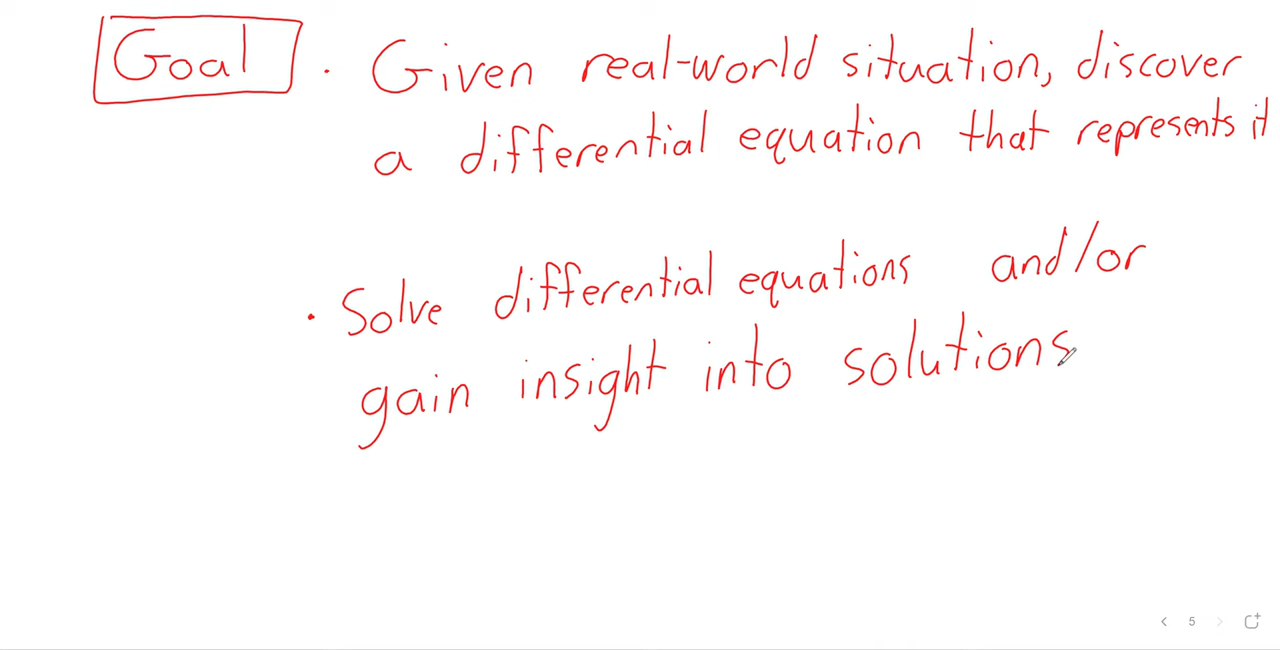 Goal · Given real-world situation, discover
a differential equation that represents it
· Solve differential equations and/or
gain insight into solutions
5